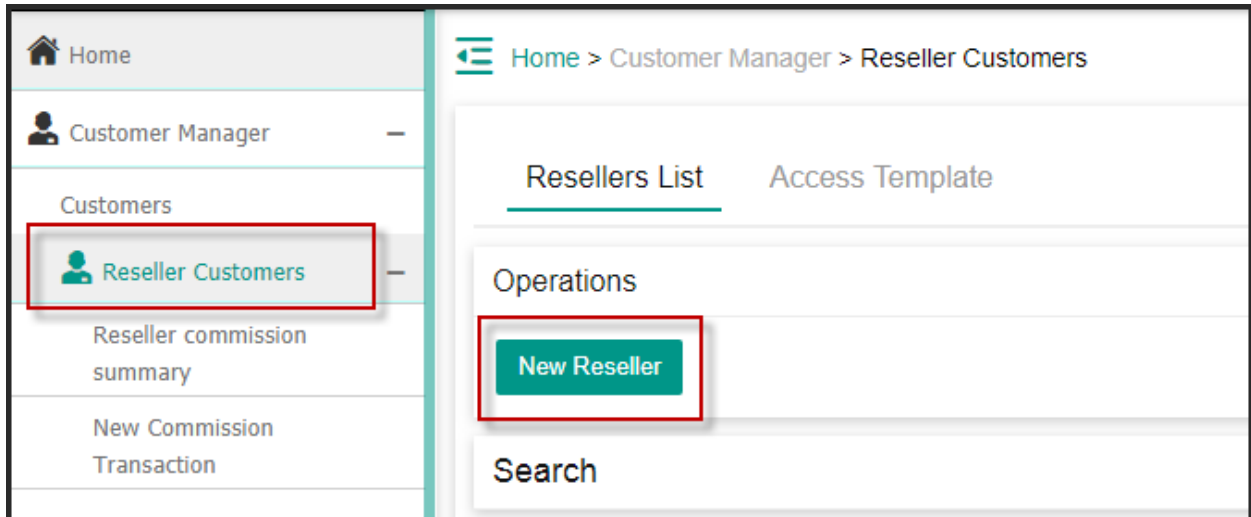 Home
Customer Manager
Customers
Reseller Customers
Reseller commission
summary
New Commission
Transaction
Home > Customer Manager > Reseller Customers
Resellers List Access Template
Operations
New Reseller
Search